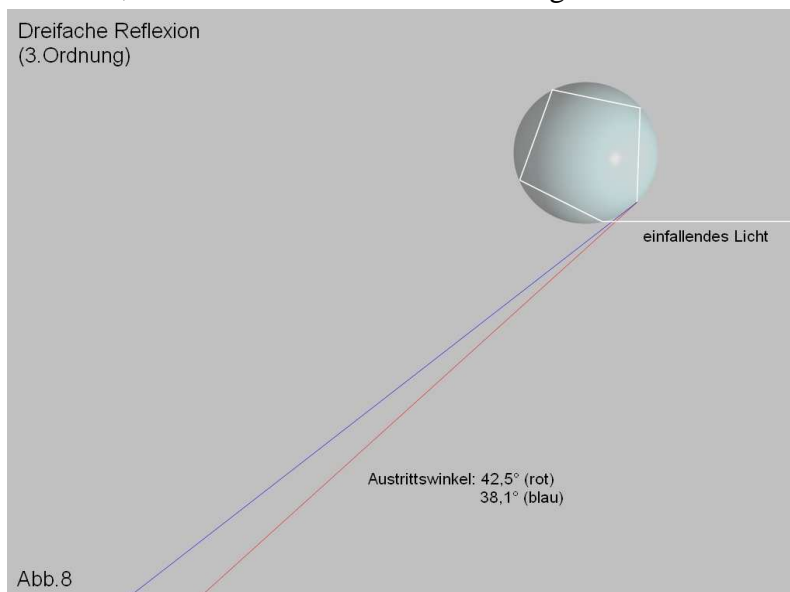 Dreifache Reflexion
(3.Ordnung)
einfallendes Licht
Austrittswinkel: 42,5° (rot)
38,1° (blau)
Abb.8